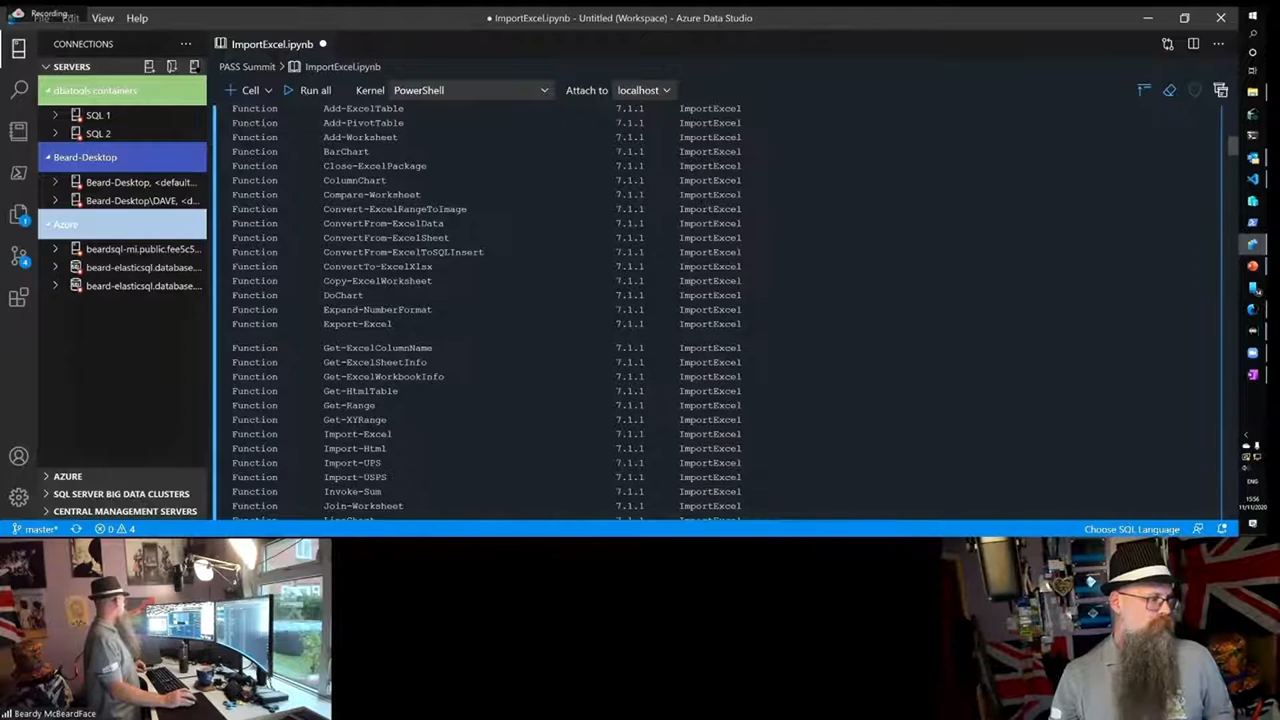 Recording...
File Edit View Help
● ImportExcel.ipynb - Untitled (Workspace) - Azure Data Studio
CONNECTIONS
ImportExcel.ipynb
SERVERS
PASS Summit > ImportExcel.ipynb
dbatools containers
+ Cell Run all Kernel PowerShell Attach to localhost
SQL 1
SQL 2
Beard-Desktop
Beard-Desktop, <default...
Beard-Desktop\DAVE, <d...
Azure
beardsql-mi.public.fee5c5...
beard-elasticsql.database....
beard-elasticsql.database....
AZURE
SQL SERVER BIG DATA CLUSTERS
CENTRAL MANAGEMENT SERVERS
Function Add-ExcelTable 7.1.1 ImportExcel
Function Add-PivotTable 7.1.1 ImportExcel
Function Add-Worksheet 7.1.1 ImportExcel
Function BarChart 7.1.1 ImportExcel
Function Close-ExcelPackage 7.1.1 ImportExcel
Function ColumnChart 7.1.1 ImportExcel
Function Compare-Worksheet 7.1.1 ImportExcel
Function Convert-ExcelRangeToImage 7.1.1 ImportExcel
Function ConvertFrom-ExcelData 7.1.1 ImportExcel
Function ConvertFrom-ExcelSheet 7.1.1 ImportExcel
Function ConvertFrom-ExcelToSQLInsert 7.1.1 ImportExcel
Function ConvertTo-ExcelXlsx 7.1.1 ImportExcel
Function Copy-ExcelWorksheet 7.1.1 ImportExcel
Function DoChart 7.1.1 ImportExcel
Function Expand-NumberFormat 7.1.1 ImportExcel
Function Export-Excel 7.1.1 ImportExcel
Function Get-ExcelColumnName 7.1.1 ImportExcel
Function Get-ExcelSheetInfo 7.1.1 ImportExcel
Function Get-ExcelWorkbookInfo 7.1.1 ImportExcel
Function Get-HtmlTable 7.1.1 ImportExcel
Function Get-Range 7.1.1 ImportExcel
Function Get-XYRange 7.1.1 ImportExcel
Function Import-Excel 7.1.1 ImportExcel
Function Import-Html 7.1.1 ImportExcel
Function Import-UPS 7.1.1 ImportExcel
Function Import-USPS 7.1.1 ImportExcel
Function Invoke-Sum 7.1.1 ImportExcel
Function Join-Worksheet 7.1.1 ImportExcel
1
4
ENG
15:56
11/11/2020
master* 0 4 Choose SQL Language
Beardy McBeardFace